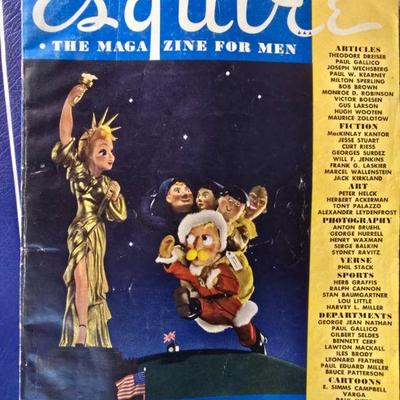 Esquire
• THE MAGAZINE FOR MEN
ARTICLES
THEODORE DREISER
PAUL GALLICO
JOSEPH WECHSBERG
PAUL W. KEARNEY
MILTON SPERLING
BOB BROWN
MONROE D. ROBINSON
VICTOR BOESEN
GUS LARSON
HUGH WOOTEN
MAURICE ZOLOTOW
FICTION
MacKINLAY KANTOR
JESSE STUART
CURT RIESS
GEORGES SURDEZ
WILL F. JENKINS
FRANK G. LASKIER
MARCEL WALLENSTEIN
JACK KIRKLAND
ART
PETER HELCK
HERBERT ACKERMAN
TONY PALAZZO
ALEXANDER LEYDENFROST
PHOTOGRAPHY
ANTON BRUEHL
GEORGE HURRELL
HENRY WAXMAN
SERGE BALKIN
SYDNEY RAVITZ
VERSE
PHIL STACK
SPORTS
HERB GRAFFIS
RALPH CANNON
STAN BAUMGARTNER
LOU LITTLE
HARVEY L. MILLER
DEPARTMENTS
GEORGE JEAN NATHAN
PAUL GALLICO
GILBERT SELDES
BENNETT CERF
LAWTON MACKALL
ILES BRODY
LEONARD FEATHER
PAUL EDUARD MILLER
BRUCE PATTERSON
CARTOONS
E. SIMMS CAMPBELL
VARGA